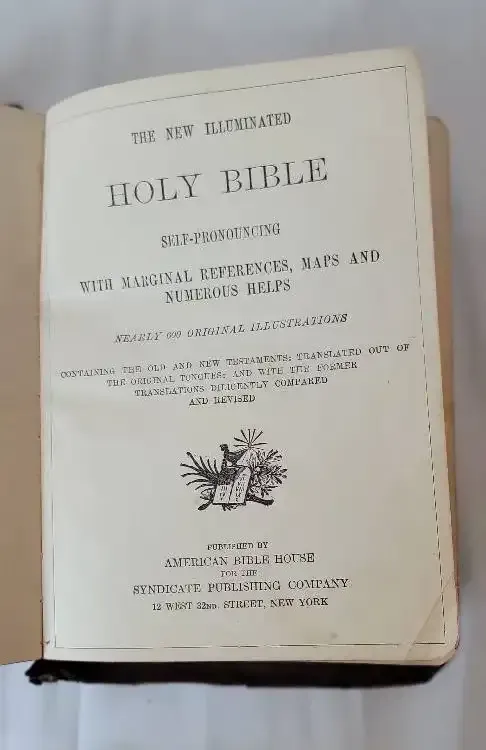 THE NEW ILLUMINATED
HOLY BIBLE
SELF-PRONOUNCING
WITH MARGINAL REFERENCES, MAPS AND
NUMEROUS HELPS
NEARLY 600 ORIGINAL ILLUSTRATIONS
CONTAINING THE OLD AND NEW TESTAMENTS: TRANSLATED OUT OF
THE ORIGINAL TONGUES; AND WITH THE FORMER
TRANSLATIONS DILIGENTLY COMPARED
AND REVISED
PUBLISHED BY
AMERICAN BIBLE HOUSE
FOR THE
SYNDICATE PUBLISHING COMPANY
12 WEST 32ND. STREET, NEW YORK